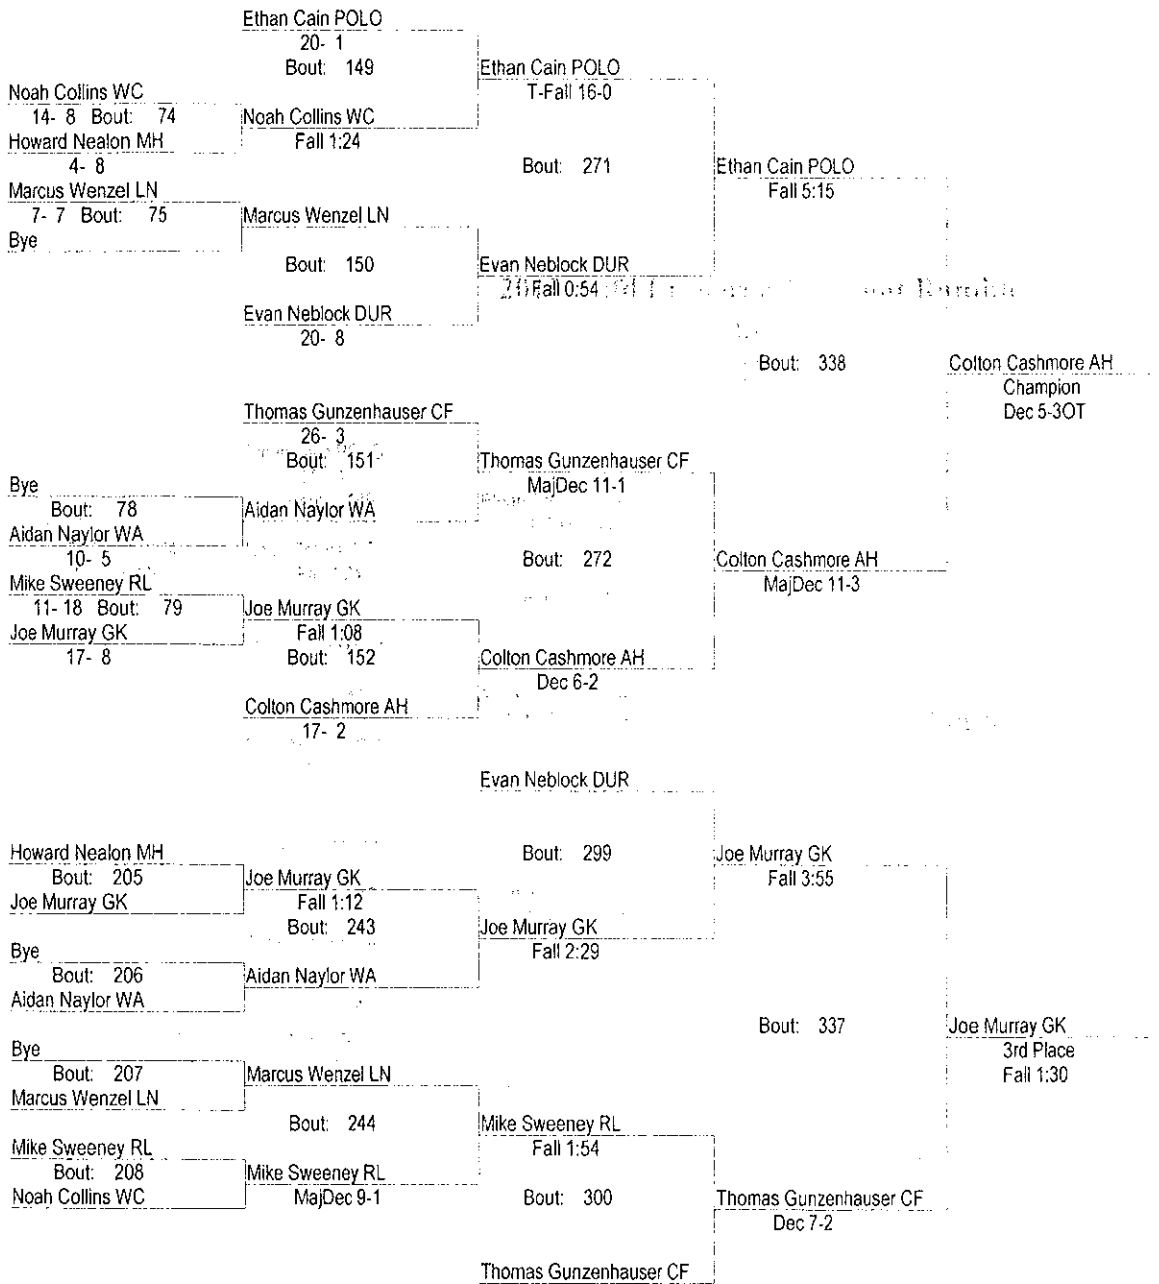 Ethan Cain POLO
20- 1
Bout: 149
Ethan Cain POLO
T-Fall 16-0
Noah Collins WC
14- 8 Bout: 74
Noah Collins WC
Fall 1:24
Howard Nealon MH
4- 8
Bout: 271
Ethan Cain POLO
Fall 5:15
Marcus Wenzel LN
7- 7 Bout: 75
Marcus Wenzel LN
Bye
Bout: 150
Evan Neblock DUR
Fall 0:54
Evan Neblock DUR
20- 8
Bout: 338
Colton Cashmore AH
Champion
Dec 5-3OT
Thomas Gunzenhauser CF
26- 3
Bout: 151
Thomas Gunzenhauser CF
MajDec 11-1
Bye
Bout: 78
Aidan Naylor WA
Aidan Naylor WA
10- 5
Bout: 272
Colton Cashmore AH
MajDec 11-3
Mike Sweeney RL
11- 18 Bout: 79
Joe Murray GK
Fall 1:08
Joe Murray GK
17- 8
Bout: 152
Colton Cashmore AH
Dec 6-2
Colton Cashmore AH
17- 2
Evan Neblock DUR
Howard Nealon MH
Bout: 205
Joe Murray GK
Joe Murray GK
Fall 1:12
Bout: 299
Joe Murray GK
Fall 3:55
Bout: 243
Joe Murray GK
Fall 2:29
Bye
Bout: 206
Aidan Naylor WA
Aidan Naylor WA
Bout: 337
Joe Murray GK
3rd Place
Fall 1:30
Bye
Bout: 207
Marcus Wenzel LN
Marcus Wenzel LN
Bout: 244
Mike Sweeney RL
Fall 1:54
Mike Sweeney RL
Bout: 208
Noah Collins WC
Mike Sweeney RL
MajDec 9-1
Bout: 300
Thomas Gunzenhauser CF
Dec 7-2
Thomas Gunzenhauser CF